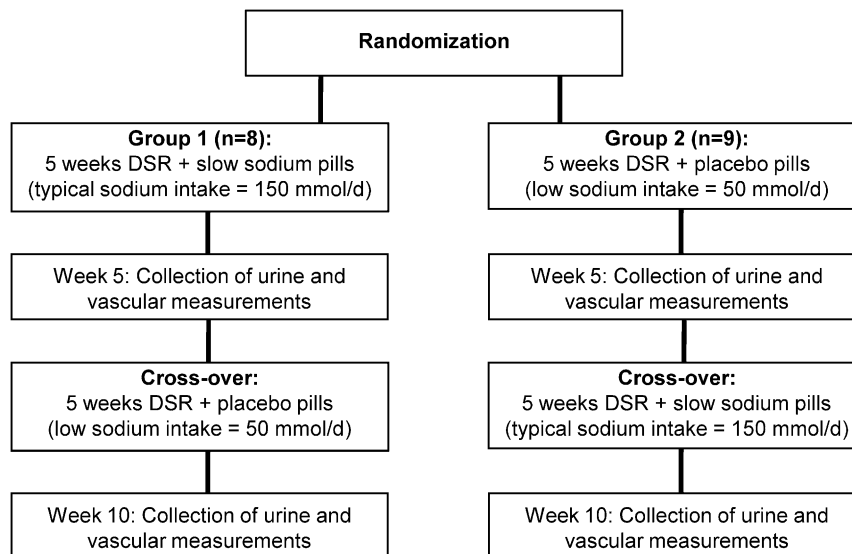 Randomization
Group 1 (n=8):
5 weeks DSR + slow sodium pills
(typical sodium intake = 150 mmol/d)
Week 5: Collection of urine and
vascular measurements
Cross-over:
5 weeks DSR + placebo pills
(low sodium intake = 50 mmol/d)
Week 10: Collection of urine and
vascular measurements
Group 2 (n=9):
5 weeks DSR + placebo pills
(low sodium intake = 50 mmol/d)
Week 5: Collection of urine and
vascular measurements
Cross-over:
5 weeks DSR + slow sodium pills
(typical sodium intake = 150 mmol/d)
Week 10: Collection of urine and
vascular measurements